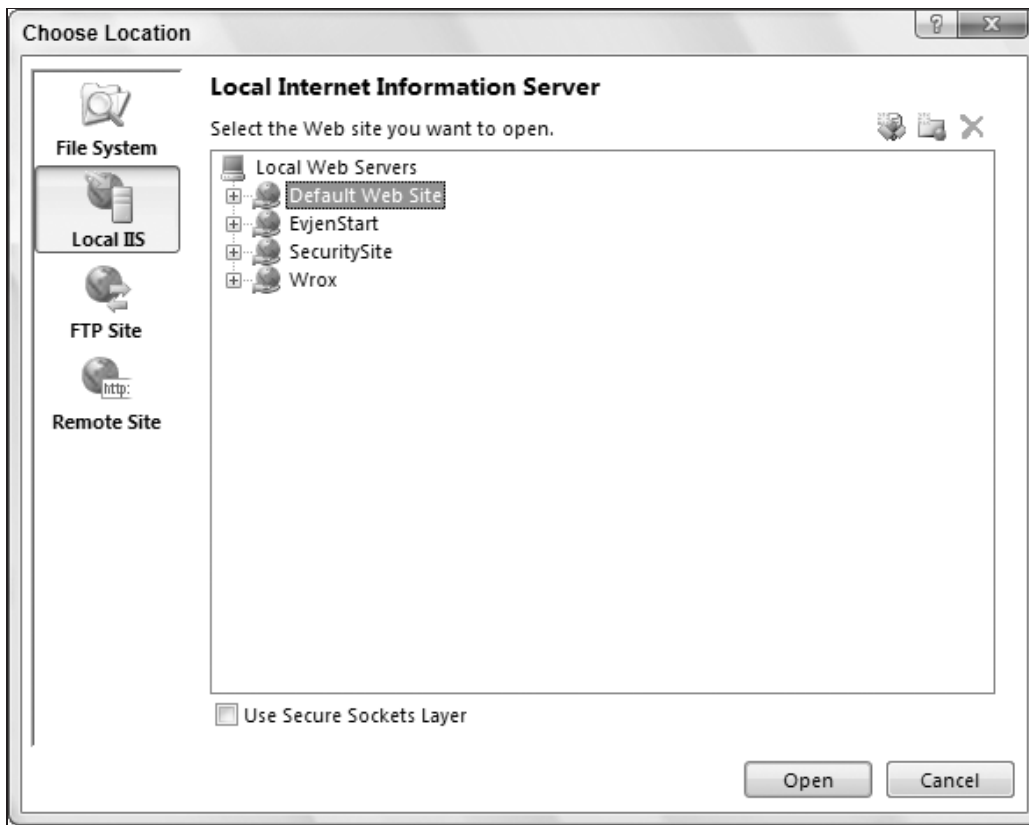 Choose Location
File System
Local IIS
FTP Site
http:
Remote Site
Local Internet Information Server
Select the Web site you want to open.
Local Web Servers
Default Web Site
EvjenStart
SecuritySite
Wrox
Use Secure Sockets Layer
Open
Cancel